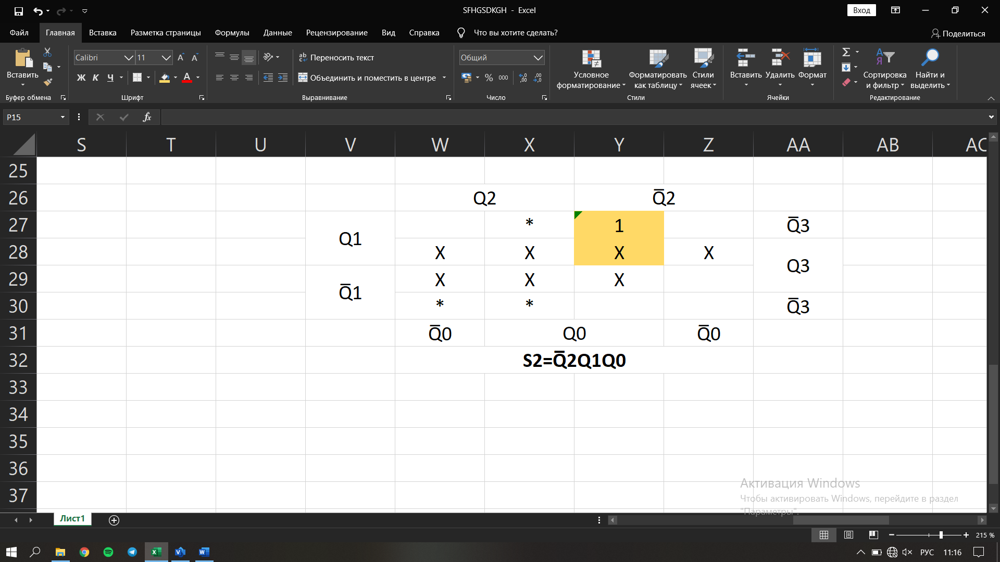 SFHGSDKGH - Excel
Вход
Файл Главная Вставка Разметка страницы Формулы Данные Рецензирование Вид Справка Что вы хотите сделать? Поделиться
Вставить
Буфер обмена
Calibri 11
Ж К Ч
Шрифт
Переносить текст
Объединить и поместить в центре
Выравнивание
Общий
% 000
Число
Условное форматирование
Форматировать как таблицу
Стили ячеек
Стили
Вставить Удалить Формат
Ячейки
Сортировка и фильтр
Найти и выделить
Редактирование
P15 fx
S T U V W X Y Z AA AB AC
25
26 Q2 Q̅2
27 Q1 * 1 Q̅3
28 X X X X Q3
29 Q̅1 X X X
30 * * Q̅3
31 Q̅0 Q0 Q̅0
32 S2=Q̅2Q1Q0
33
34
35
36
37
Активация Windows
Чтобы активировать Windows, перейдите в раздел
"Параметры".
Лист1
215 %
РУС 11:16